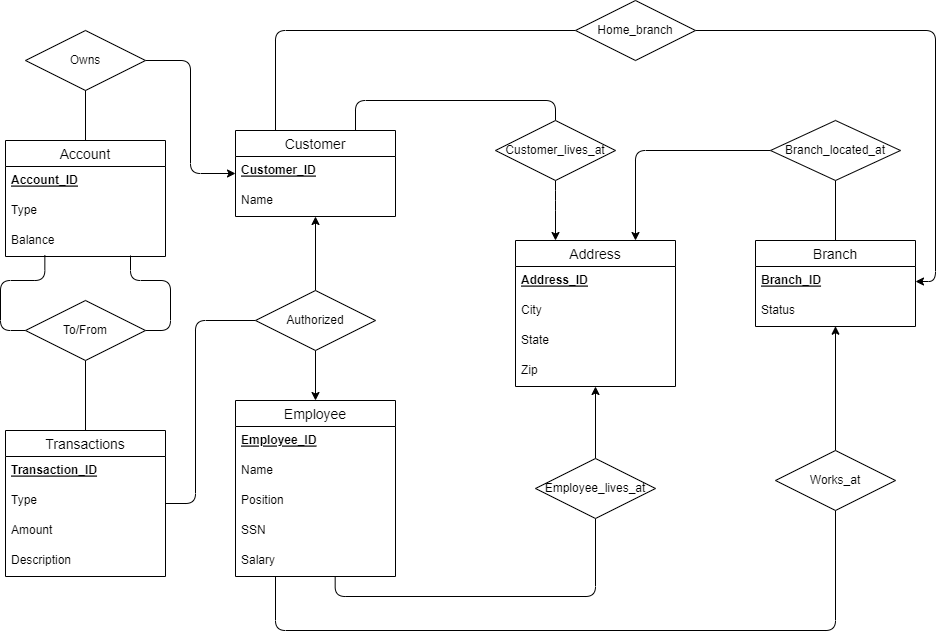 Home_branch
Owns
Customer
Customer_ID
Name
Customer_lives_at
Branch_located_at
Account
Account_ID
Type
Balance
Address
Address_ID
City
State
Zip
Branch
Branch_ID
Status
To/From
Authorized
Employee
Employee_ID
Name
Position
SSN
Salary
Transactions
Transaction_ID
Type
Amount
Description
Employee_lives_at
Works_at